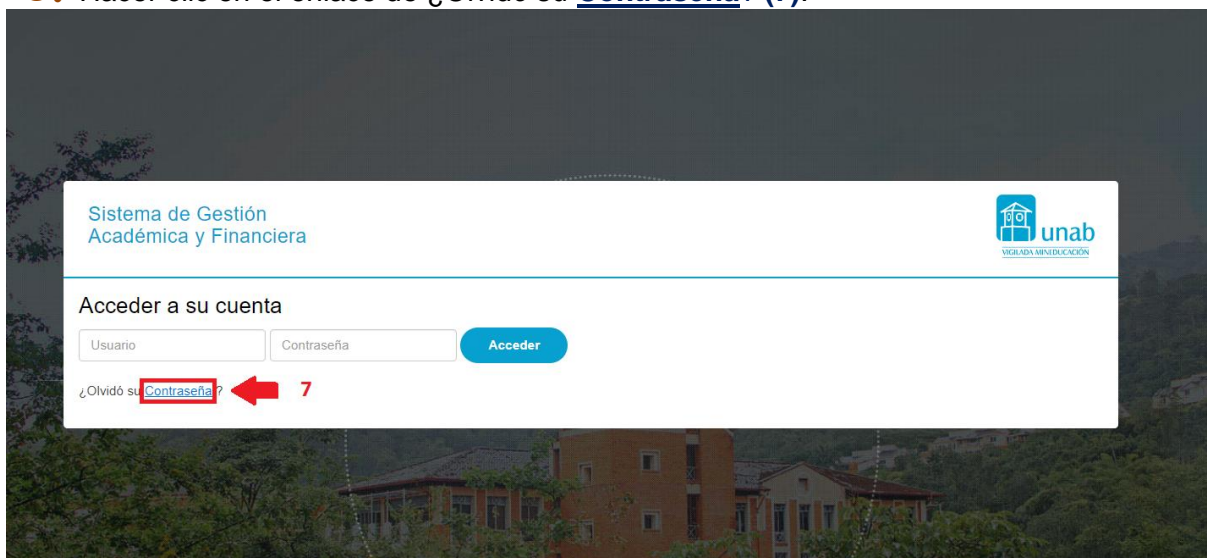 Hacer clic en el enlace de ¿Olvidó su Contraseña? (7).
Sistema de Gestión
Académica y Financiera
unab
VIGILADA MINEDUCACIÓN
Acceder a su cuenta
Usuario
Contraseña
Acceder
¿Olvidó su Contraseña ?
7